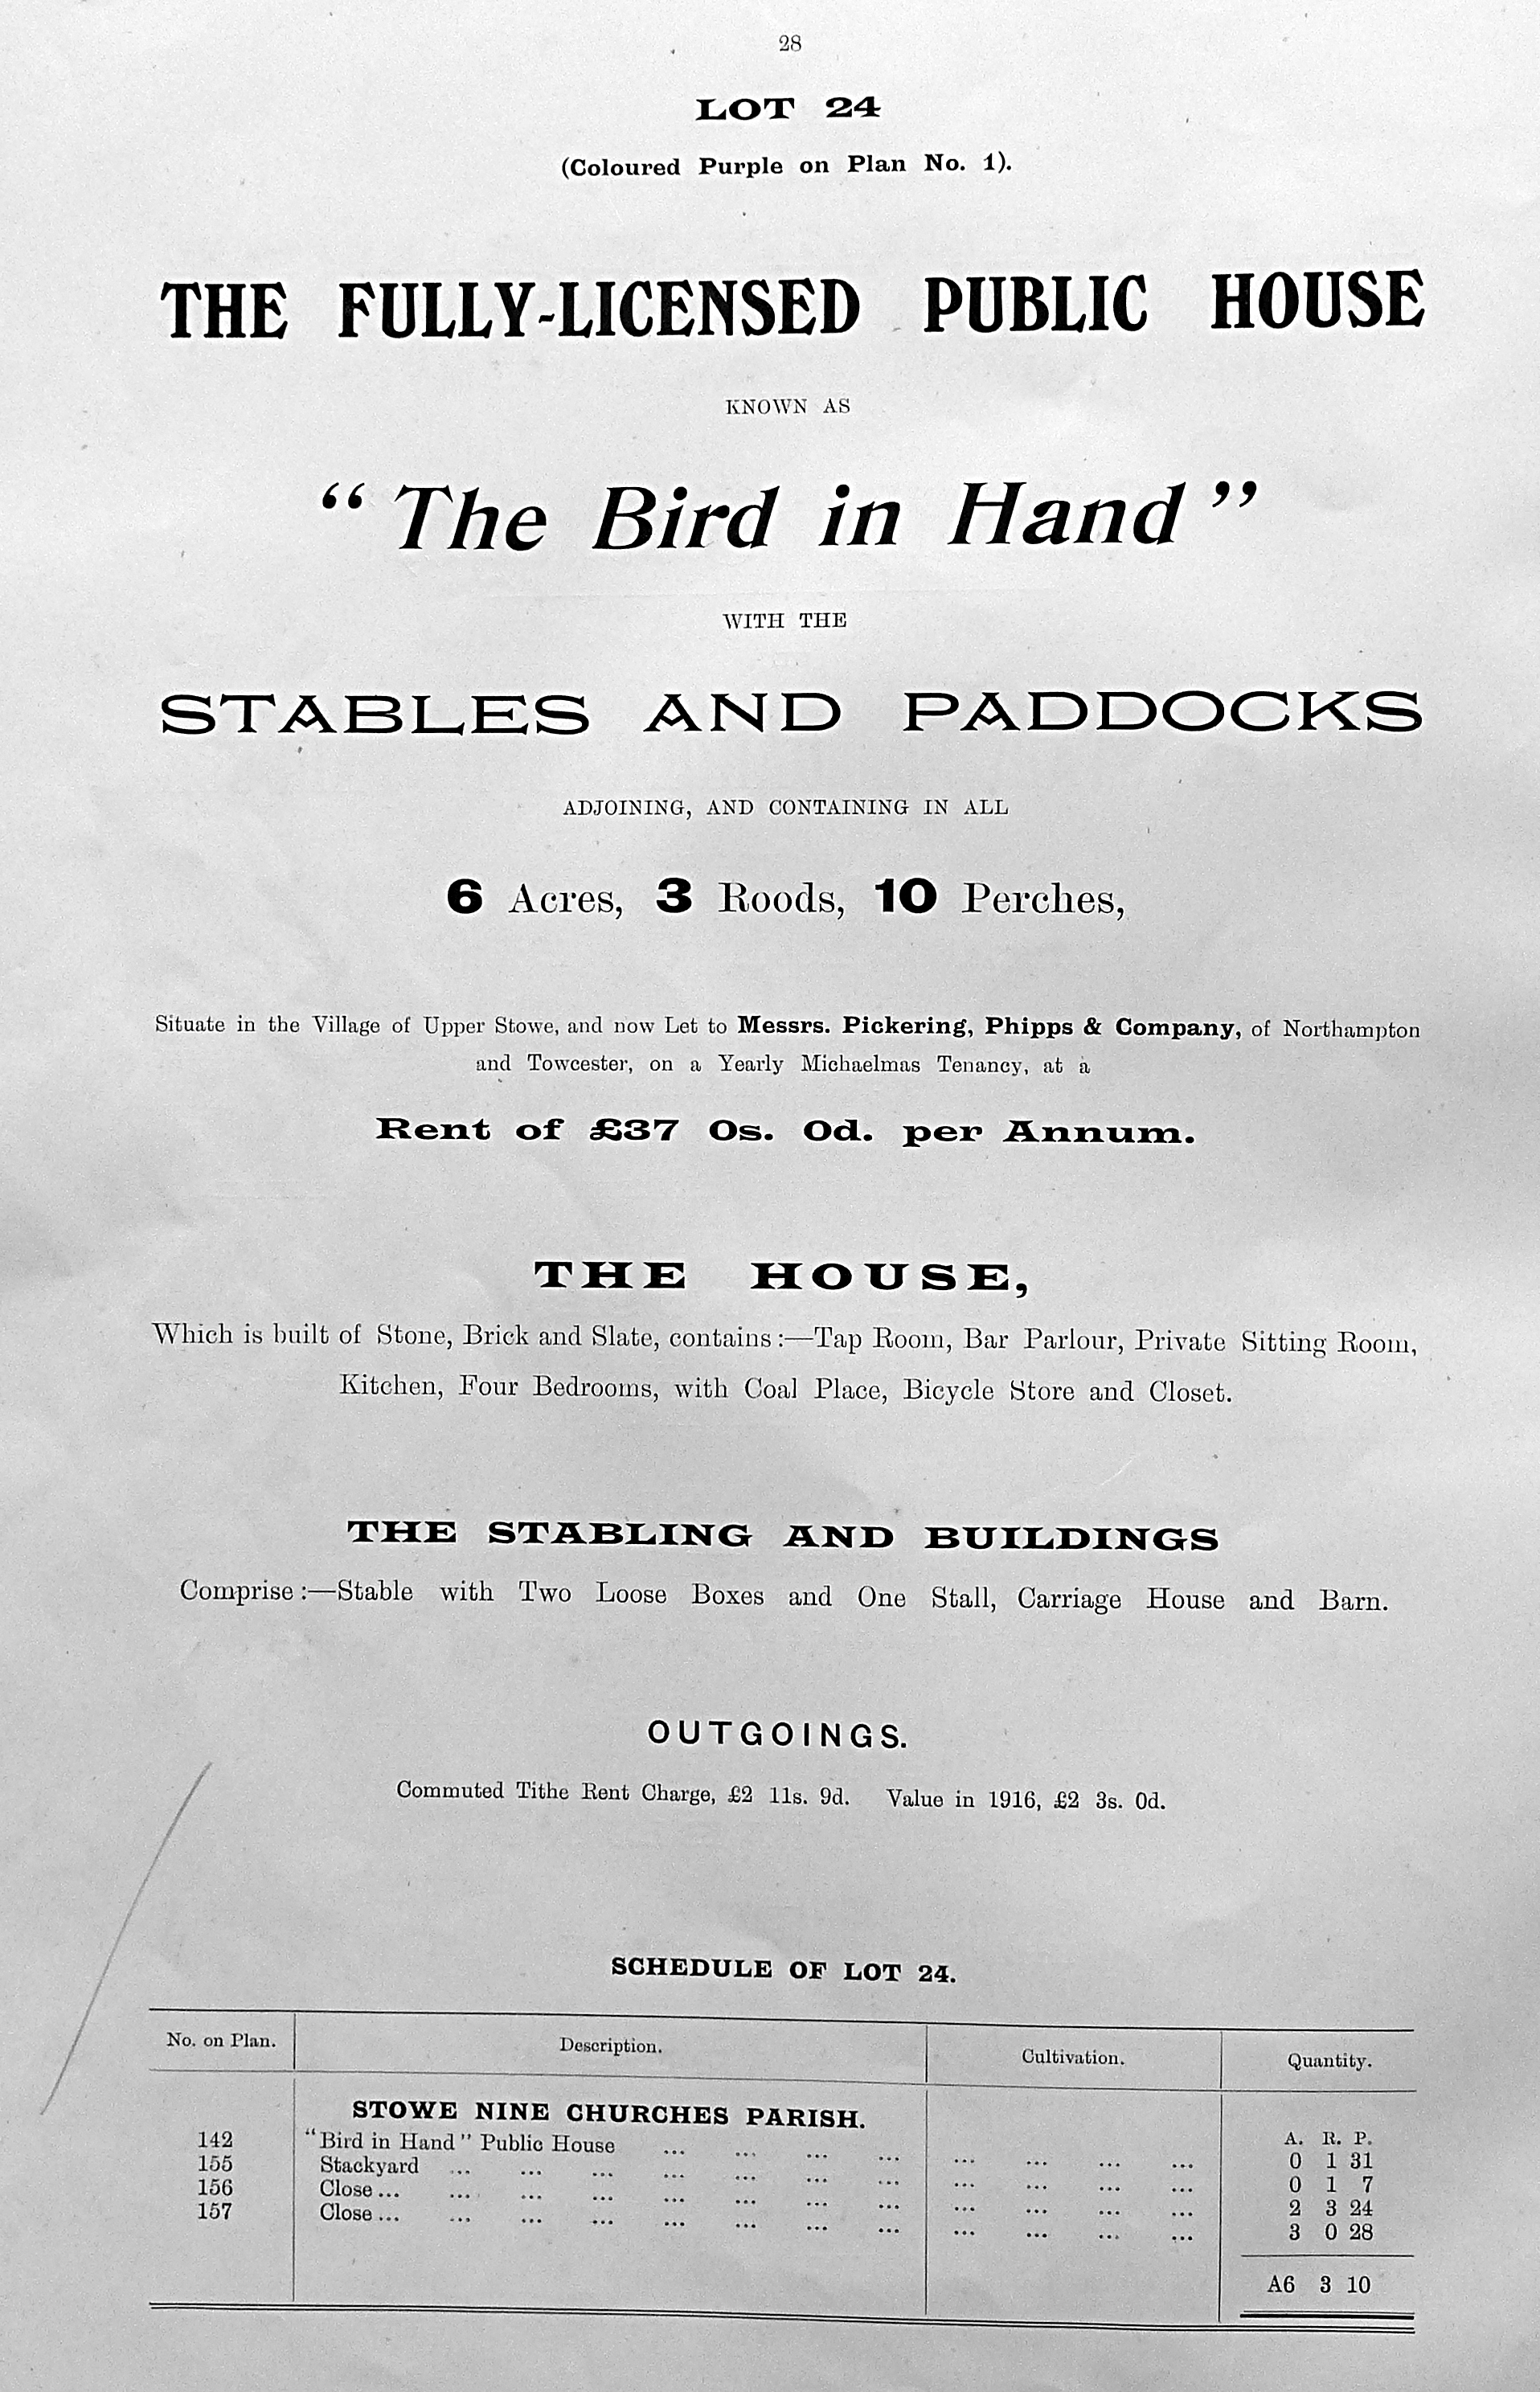 28
LOT 24
(Coloured Purple on Plan No. 1).
THE FULLY-LICENSED PUBLIC HOUSE
KNOWN AS
“The Bird in Hand”
WITH THE
STABLES AND PADDOCKS
ADJOINING, AND CONTAINING IN ALL
6 Acres, 3 Roods, 10 Perches,
Situate in the Village of Upper Stowe, and now Let to Messrs. Pickering, Phipps & Company, of Northampton
and Towcester, on a Yearly Michaelmas Tenancy, at a
Rent of £37 0s. 0d. per Annum.
THE HOUSE,
Which is built of Stone, Brick and Slate, contains:—Tap Room, Bar Parlour, Private Sitting Room,
Kitchen, Four Bedrooms, with Coal Place, Bicycle Store and Closet.
THE STABLING AND BUILDINGS
Comprise:—Stable with Two Loose Boxes and One Stall, Carriage House and Barn.
OUTGOINGS.
Commuted Tithe Rent Charge, £2 11s. 9d. Value in 1916, £2 3s. 0d.
SCHEDULE OF LOT 24.
No. on Plan. Description. Cultivation. Quantity.
STOWE NINE CHURCHES PARISH.
A. R. P.
142 “Bird in Hand” Public House ... ... ... ... ... ... ... ... 0 1 31
155 Stackyard ... ... ... ... ... ... ... ... ... ... ... 0 1 7
156 Close ... ... ... ... ... ... ... ... ... ... ... ... 2 3 24
157 Close ... ... ... ... ... ... ... ... ... ... ... ... 3 0 28
A6 3 10